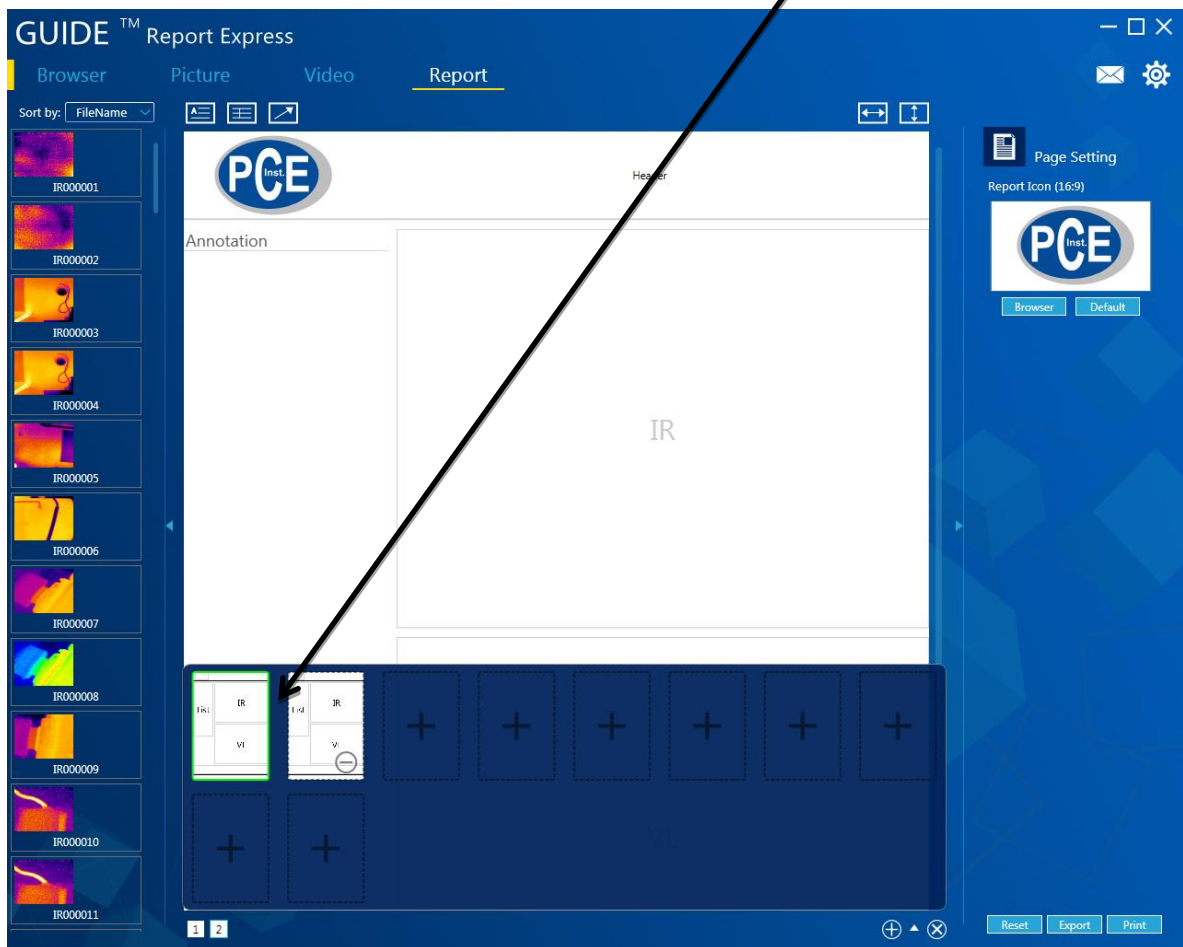 GUIDE ™ Report Express
Browser Picture Video Report
Sort by: FileName
IR000001
IR000002
IR000003
IR000004
IR000005
IR000006
IR000007
IR000008
IR000009
IR000010
IR000011
PCE Inst.
Header
Annotation
IR
VI
List IR
VI
List IR
VI
1 2
Page Setting
Report Icon (16:9)
PCE Inst.
Browser Default
Reset Export Print